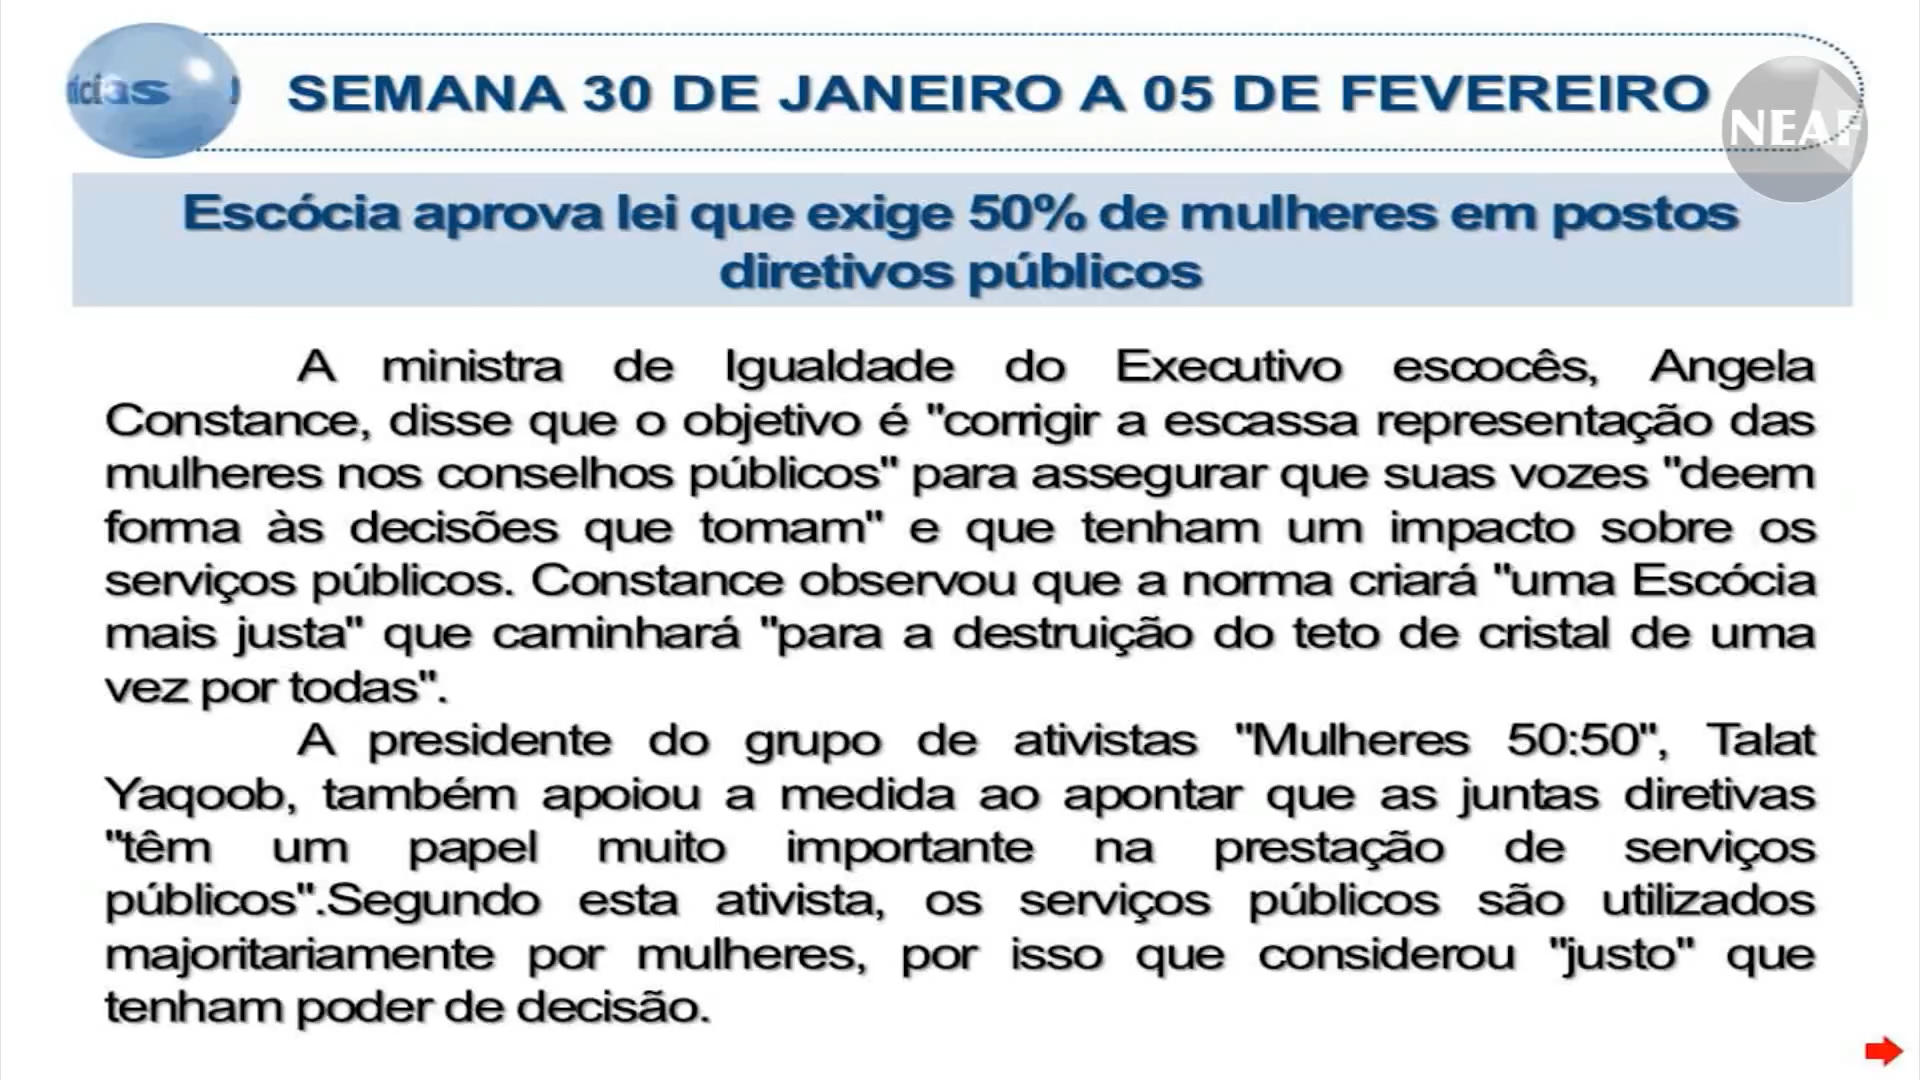 ícias
SEMANA 30 DE JANEIRO A 05 DE FEVEREIRO
NEAF
Escócia aprova lei que exige 50% de mulheres em postos
diretivos públicos
A ministra de Igualdade do Executivo escocês, Angela
Constance, disse que o objetivo é "corrigir a escassa representação das
mulheres nos conselhos públicos" para assegurar que suas vozes "deem
forma às decisões que tomam" e que tenham um impacto sobre os
serviços públicos. Constance observou que a norma criará "uma Escócia
mais justa" que caminhará "para a destruição do teto de cristal de uma
vez por todas".
A presidente do grupo de ativistas "Mulheres 50:50", Talat
Yaqoob, também apoiou a medida ao apontar que as juntas diretivas
"têm um papel muito importante na prestação de serviços
públicos".Segundo esta ativista, os serviços públicos são utilizados
majoritariamente por mulheres, por isso que considerou "justo" que
tenham poder de decisão.